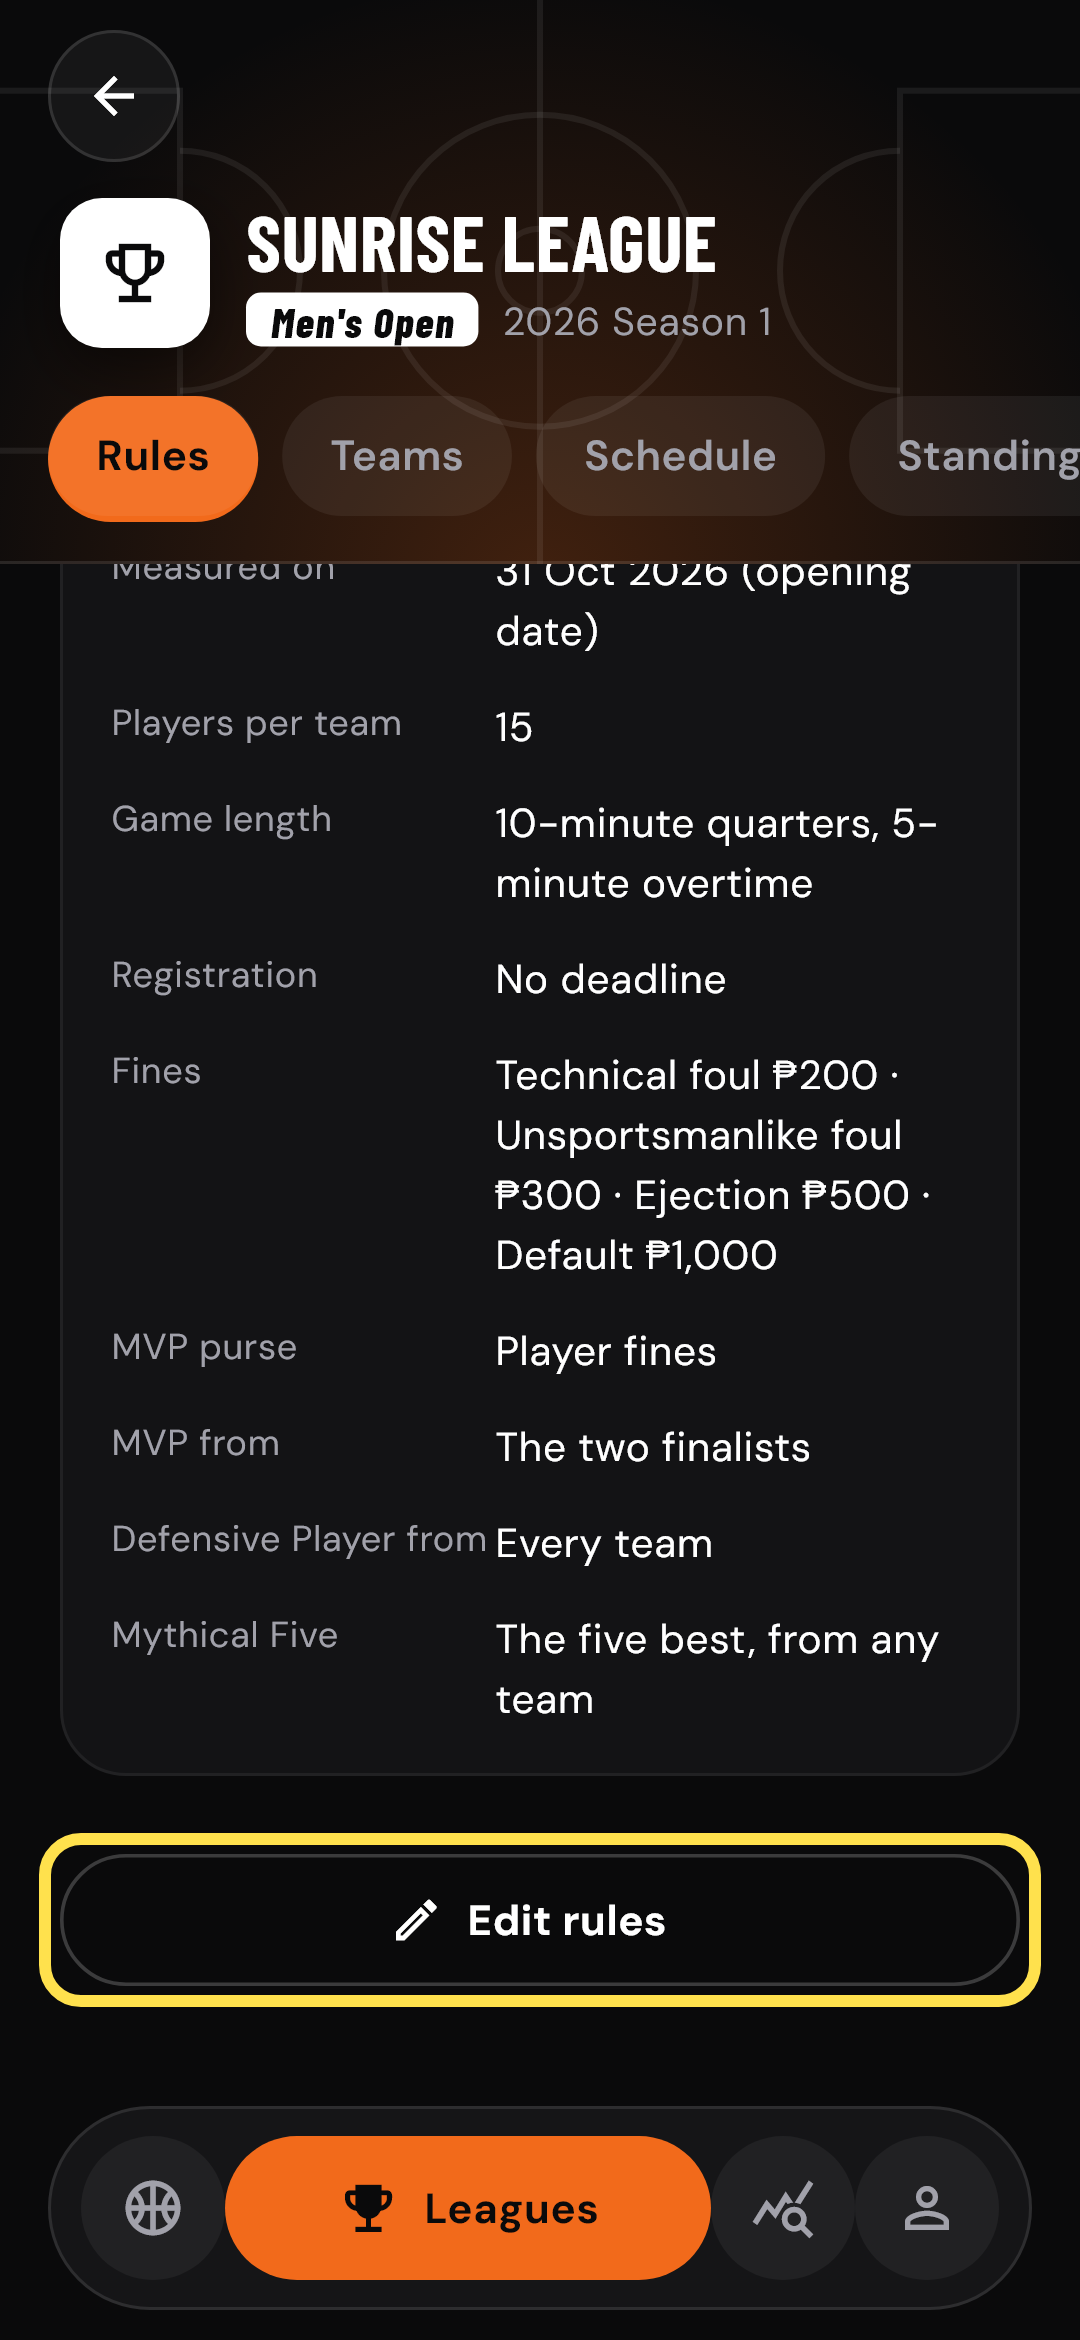 SUNRISE LEAGUE
Men's Open 2026 Season 1
Rules Teams Schedule Standing
Measured on 31 Oct 2026 (opening
date)
Players per team 15
Game length 10-minute quarters, 5-
minute overtime
Registration No deadline
Fines Technical foul ₱200 ·
Unsportsmanlike foul
₱300 · Ejection ₱500 ·
Default ₱1,000
MVP purse Player fines
MVP from The two finalists
Defensive Player from Every team
Mythical Five The five best, from any
team
Edit rules
Leagues